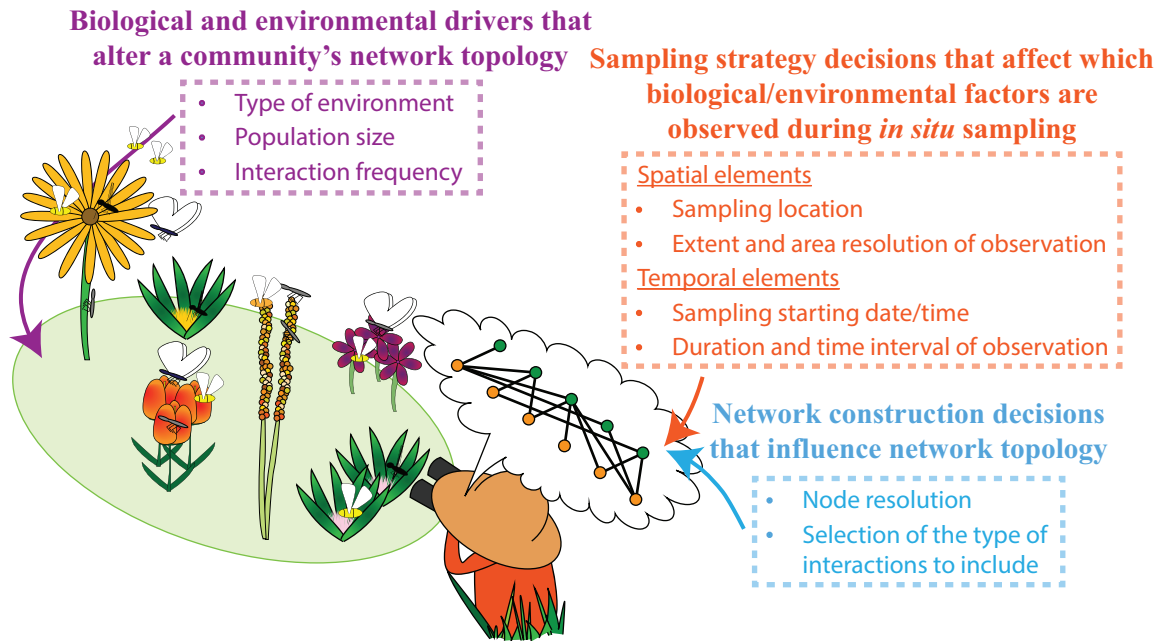 Biological and environmental drivers that
alter a community's network topology
• Type of environment
• Population size
• Interaction frequency
Sampling strategy decisions that affect which
biological/environmental factors are
observed during in situ sampling
Spatial elements
• Sampling location
• Extent and area resolution of observation
Temporal elements
• Sampling starting date/time
• Duration and time interval of observation
Network construction decisions
that influence network topology
• Node resolution
• Selection of the type of
interactions to include